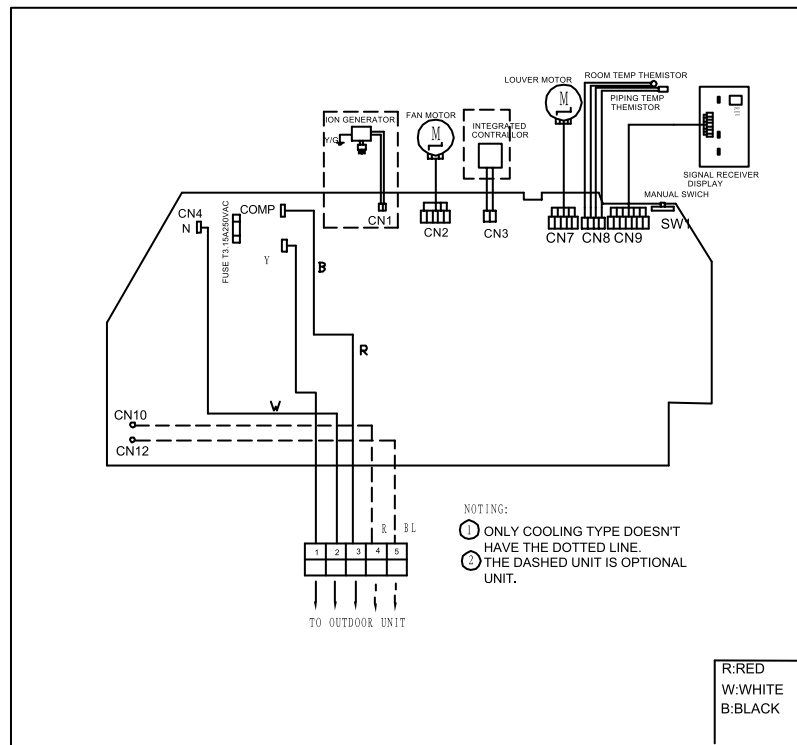 LOUVER MOTOR
ROOM TEMP THEMISTOR
PIPING TEMP
THEMISTOR
ION GENERATOR
Y/G
FAN MOTOR
M
INTEGRATED
CONTRALLOR
M
SIGNAL RECEIVER
DISPLAY
MANUAL SWICH
CN4
N
FUSE T3.15A250VAC
COMP
CN1
CN2
CN3
CN7
CN8
CN9
SW1
Y
B
R
W
CN10
CN12
R
BL
1 2 3 4 5
TO OUTDOOR UNIT
NOTING:
1 ONLY COOLING TYPE DOESN'T
HAVE THE DOTTED LINE.
2 THE DASHED UNIT IS OPTIONAL
UNIT.
R:RED
W:WHITE
B:BLACK